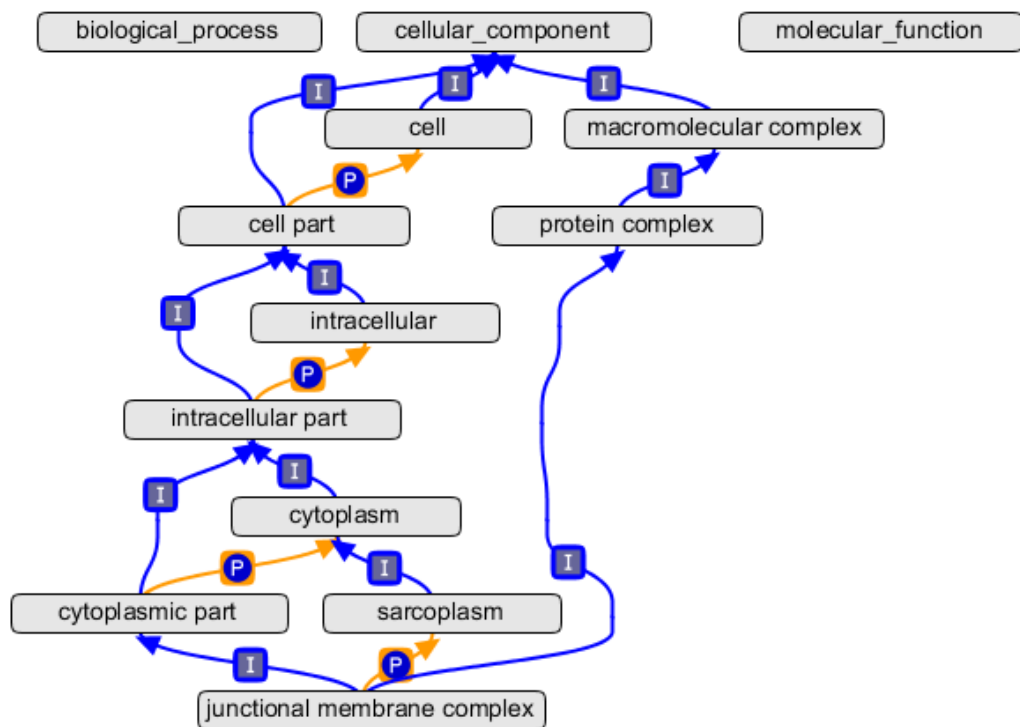 biological_process
cellular_component
molecular_function
I
I
I
cell
macromolecular complex
P
I
cell part
protein complex
I
I
intracellular
P
intracellular part
I
I
cytoplasm
P
I
I
cytoplasmic part
sarcoplasm
I
P
junctional membrane complex